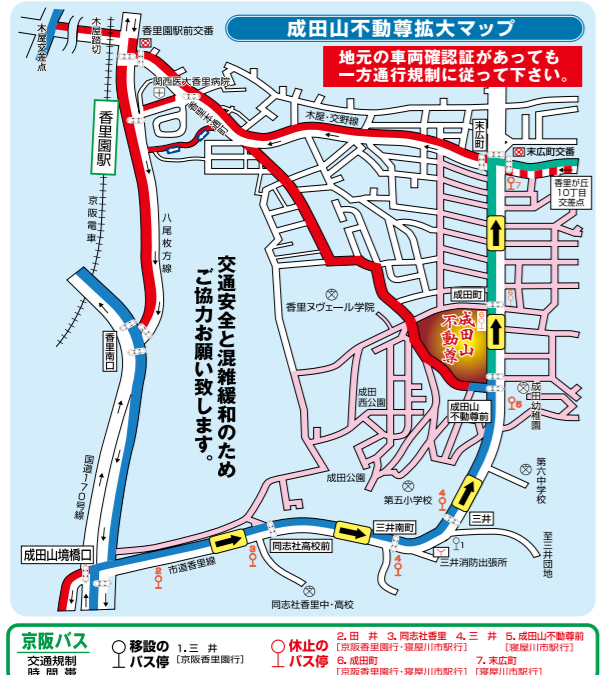 成田山不動尊拡大マップ
地元の車両確認証があっても
一方通行規制に従って下さい。
木屋交差点
木屋踏切
香里園駅前交番
関西医大香里病院
香里本通町
木屋・交野線
末広町
末広町交番
7
香里が丘
10丁目
交差点
香里園駅
京阪電車
八尾枚方線
交通安全と混雑緩和のため
ご協力お願い致します。
香里ヌヴェール学院
成田町
6
成田山
不動尊
香里南口
成田
西公園
成田山
不動尊前
成田幼稚園
5
国道170号線
成田公園
第五小学校
第六中学校
4
三井南町
三井
1
三井消防出張所
至三井団地
成田山境橋口
市道香里線
同志社香里前
2
3
4
同志社香里中・高校
京阪バス
交通規制
時間帯
移設の
バス停
1. 三井
[京阪香里園行]
休止の
バス停
2. 田井 3. 同志社香里 4. 三井 5. 成田山不動尊前
[京阪香里園行・寝屋川市駅行] [寝屋川市駅行]
6. 成田町 7. 末広町
[京阪香里園行・寝屋川市駅行] [寝屋川市駅行]